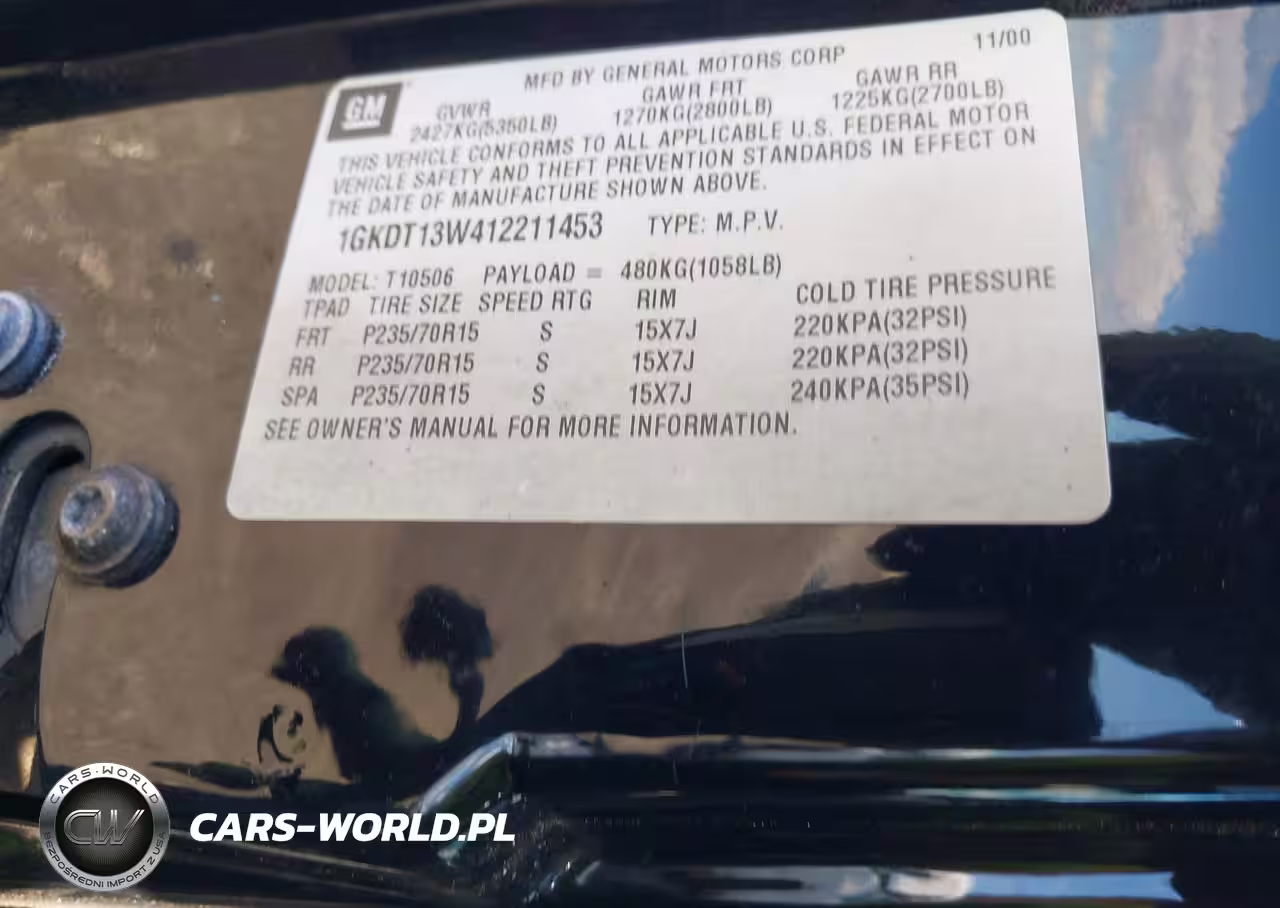 11/00
MFD BY GENERAL MOTORS CORP
GM
GVWR GAWR FRT GAWR RR
2427KG(5350LB) 1270KG(2800LB) 1225KG(2700LB)
THIS VEHICLE CONFORMS TO ALL APPLICABLE U.S. FEDERAL MOTOR
VEHICLE SAFETY AND THEFT PREVENTION STANDARDS IN EFFECT ON
THE DATE OF MANUFACTURE SHOWN ABOVE.
1GKDT13W412211453 TYPE: M.P.V.
MODEL: T10506 PAYLOAD = 480KG(1058LB)
TPAD TIRE SIZE SPEED RTG RIM COLD TIRE PRESSURE
FRT P235/70R15 S 15X7J 220KPA(32PSI)
RR P235/70R15 S 15X7J 220KPA(32PSI)
SPA P235/70R15 S 15X7J 240KPA(35PSI)
SEE OWNER'S MANUAL FOR MORE INFORMATION.
CARS-WORLD
CW
BEZPOŚREDNI IMPORT Z USA
CARS-WORLD.PL